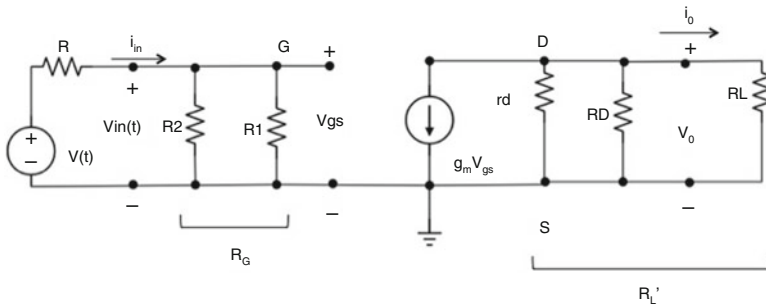 R
i_in
G
+
D
i_0
+
+
Vin(t)
R2
R1
Vgs
rd
RD
RL
+
−
V(t)
V_0
g_mV_gs
−
−
−
S
R_G
R_L'